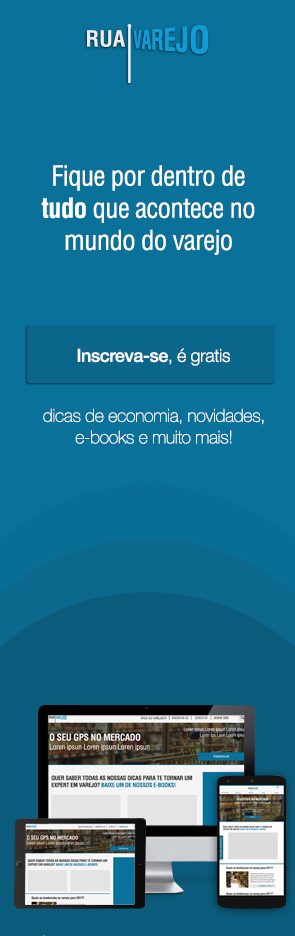 RUA VAREJO
Fique por dentro de
tudo que acontece no
mundo do varejo
Inscreva-se, é gratis
dicas de economia, novidades,
e-books e muito mais!
RUA VAREJO
O SEU GPS NO MERCADO
Loren ipsun Loren ipsun Loren ipsun
QUER SABER TODAS AS NOSSAS DICAS PARA TE TORNAR UM
EXPERT EM VAREJO? BAIXE UM DE NOSSOS E-BOOKS!
O SEU GPS NO MERCADO